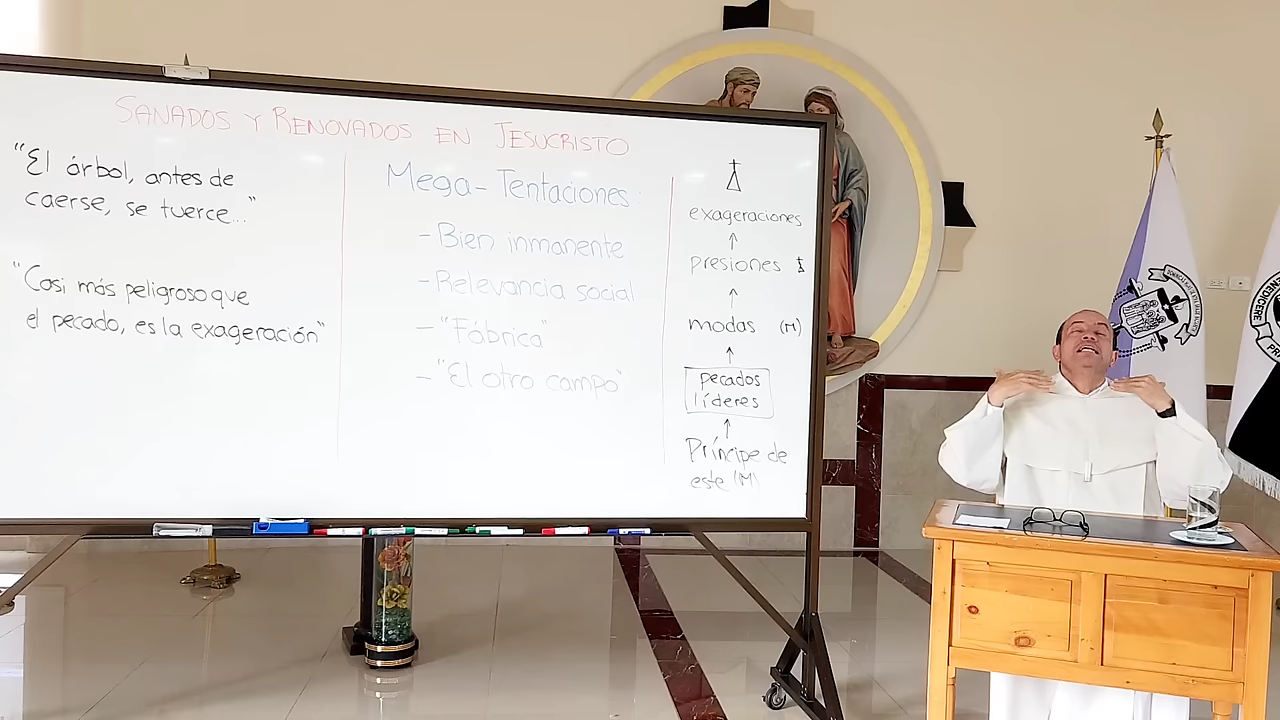 SANADOS Y RENOVADOS EN JESUCRISTO
"El árbol, antes de
caerse, se tuerce..."
"Casi más peligroso que
el pecado, es la exageración"
Mega-Tentaciones:
- Bien inmanente
- Relevancia social
- "Fábrica"
- "El otro campo"
exageraciones
↑
presiones
↑
modas (M)
↑
pecados
líderes
↑
Príncipe de
este (M)